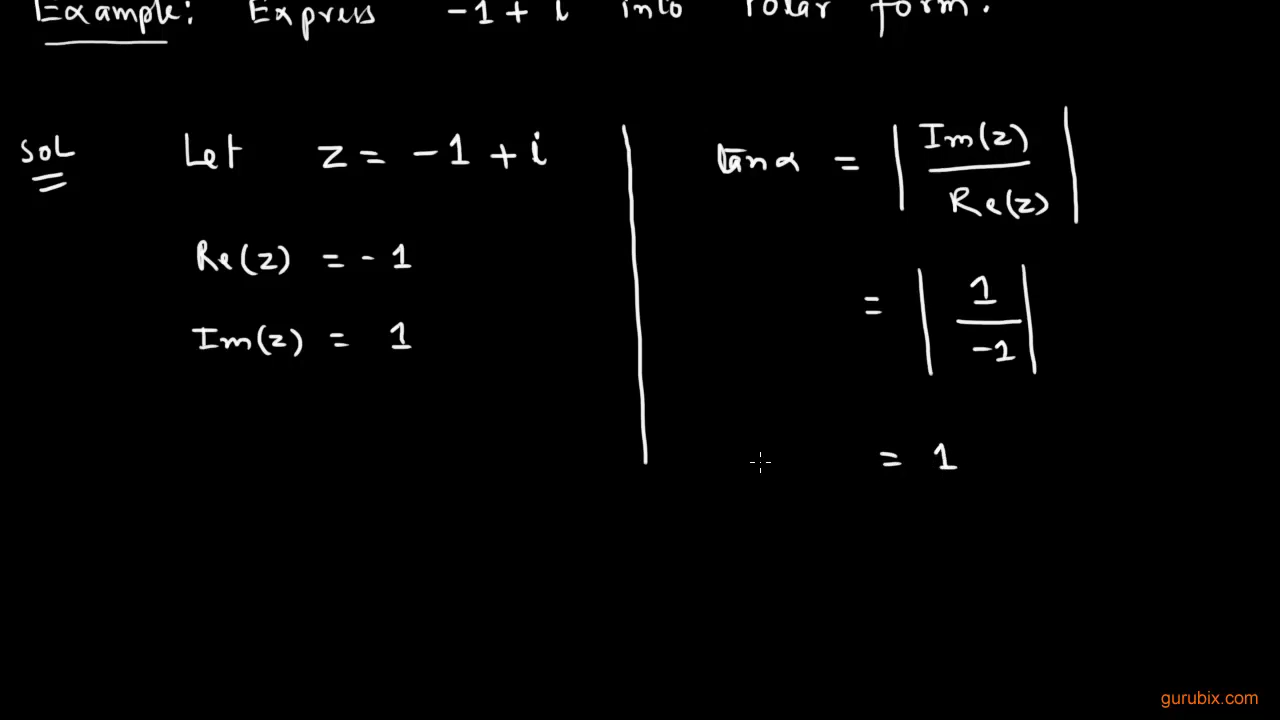 Example: Express -1 + i into Polar form.
SOL Let z = -1 + i
Re(z) = - 1
Im(z) = 1
tan α = | Im(z) / Re(z) |
= | 1 / -1 |
= 1
gurubix.com